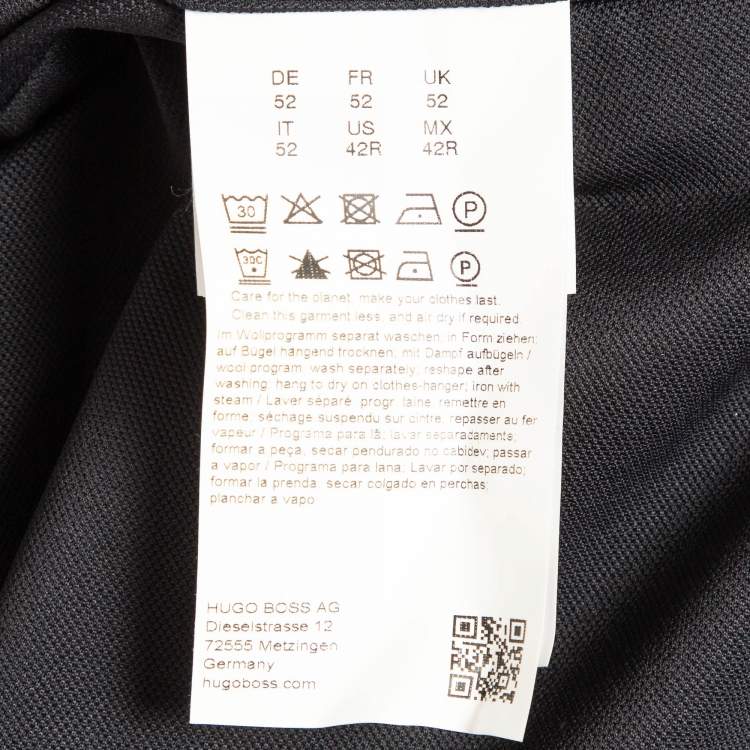 DE FR UK
52 52 52
IT US MX
52 42R 42R
30 P
30C P
Care for the planet, make your clothes last.
Clean this garment less, and air dry if required.
Im Wollprogramm separat waschen; in Form ziehen;
auf Bügel hängend trocknen, mit Dampf aufbügeln /
wool program, wash separately, reshape after
washing; hang to dry on clothes-hanger; iron with
steam / Laver séparé, progr. laine, remettre en
forme, séchage suspendu sur cintre, repasser au fer
vapeur / Programa para lã; lavar separadamente;
formar a peça, secar pendurado no cabidev; passar
a vapor / Programa para lana, Lavar por separado;
formar la prenda, secar colgado en perchas;
planchar a vapo
HUGO BOSS AG
Dieselstrasse 12
72555 Metzingen
Germany
hugoboss.com